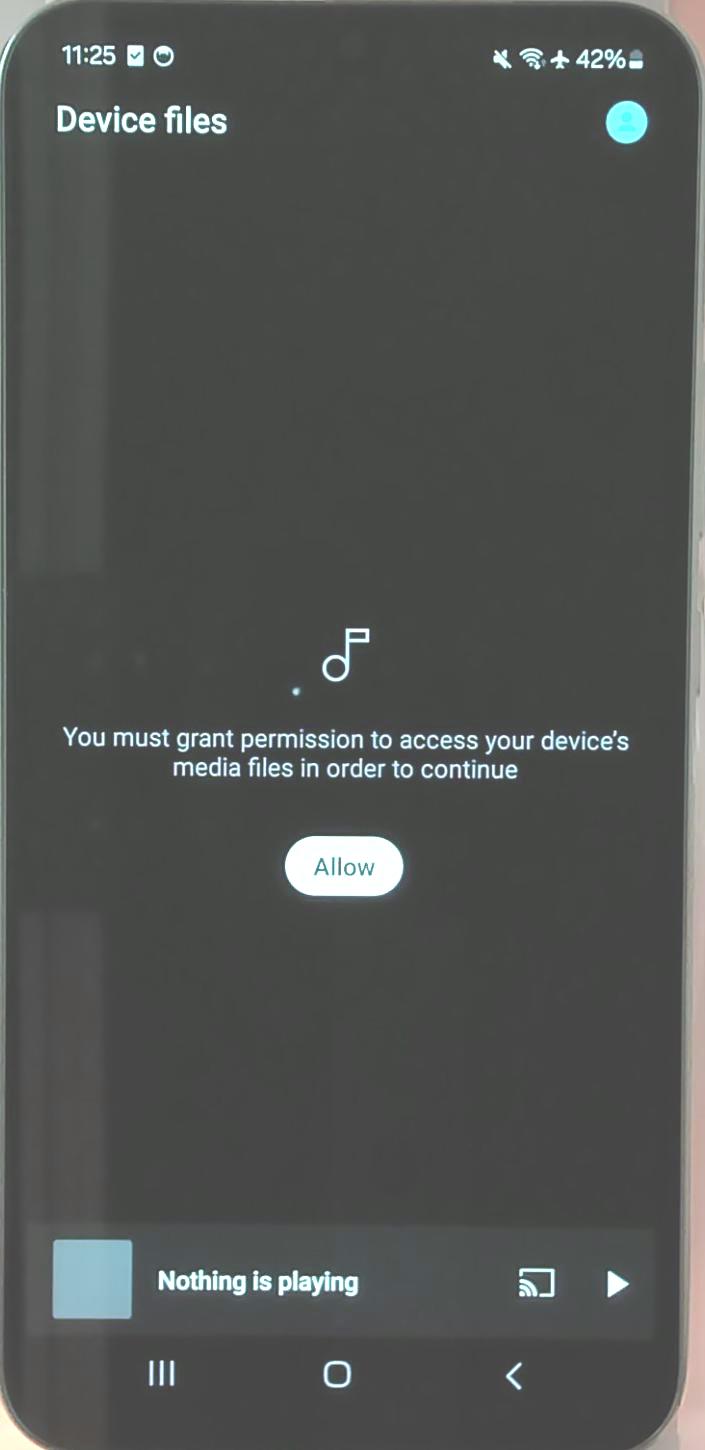 11:25
42%
Device files
You must grant permission to access your device's
media files in order to continue
Allow
Nothing is playing